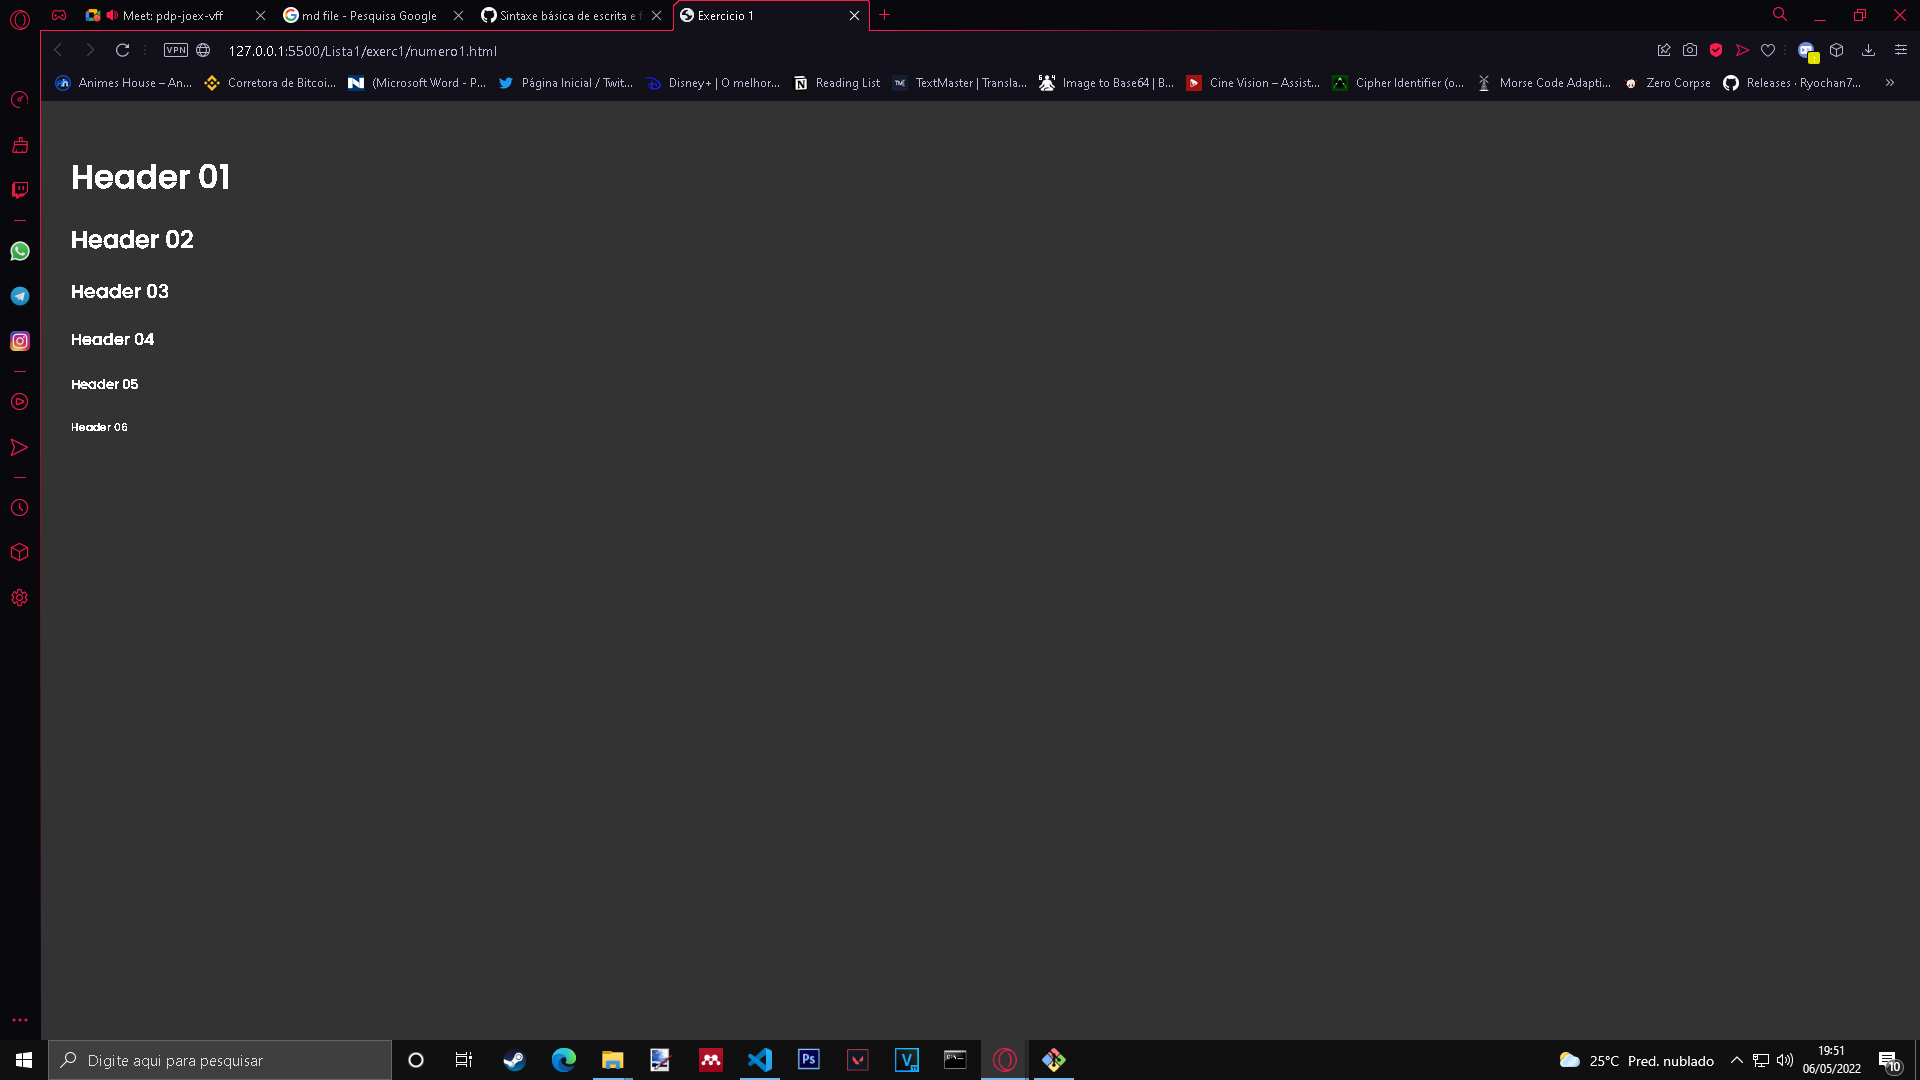 Meet: pdp-joex-vff
md file - Pesquisa Google
Sintaxe básica de escrita e f
Exercicio 1
VPN
127.0.0.1:5500/Lista1/exerc1/numero1.html
Animes House – An...
Corretora de Bitcoi...
(Microsoft Word - P...
Página Inicial / Twit...
Disney+ | O melhor...
Reading List
TextMaster | Transla...
Image to Base64 | B...
Cine Vision – Assist...
Cipher Identifier (o...
Morse Code Adapti...
Zero Corpse
Releases · Ryochan7...
Header 01
Header 02
Header 03
Header 04
Header 05
Header 06
Digite aqui para pesquisar
Ps
V
25°C Pred. nublado
19:51
06/05/2022
10